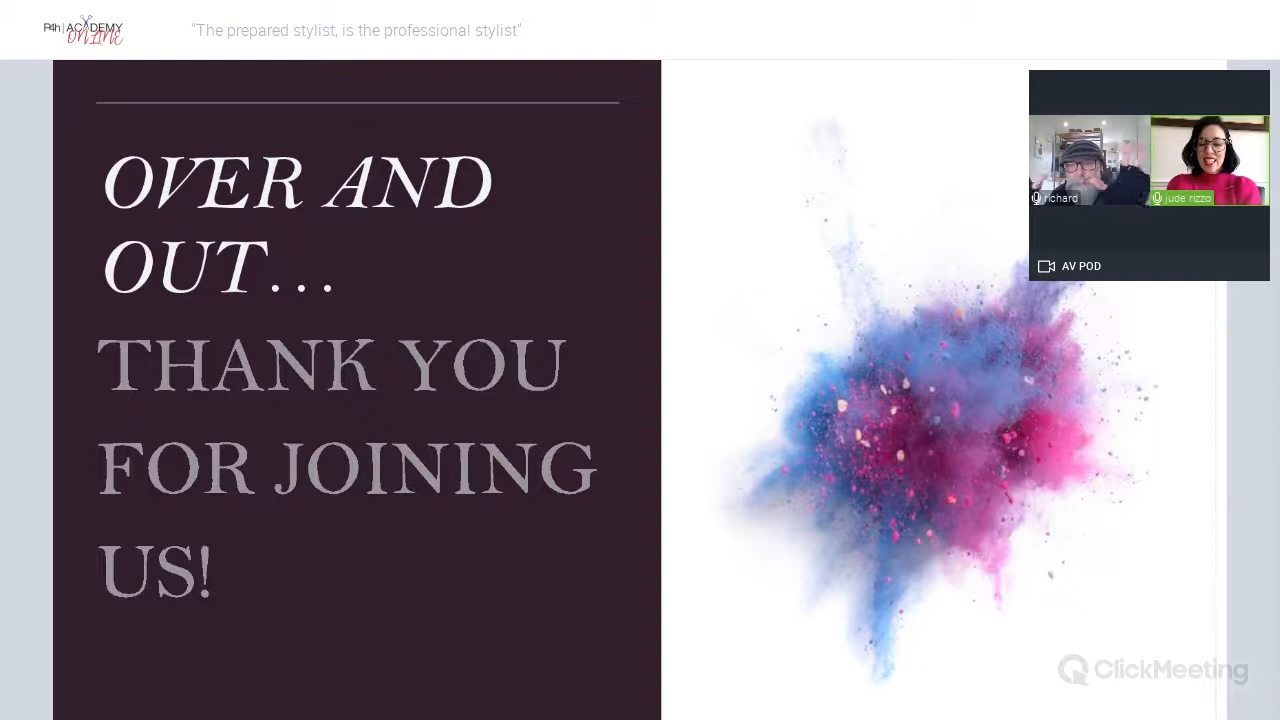 P4h | ACADEMY
ONLINE
“The prepared stylist, is the professional stylist”
OVER AND
OUT...
THANK YOU
FOR JOINING
US!
richard
jude rizzo
AV POD
ClickMeeting